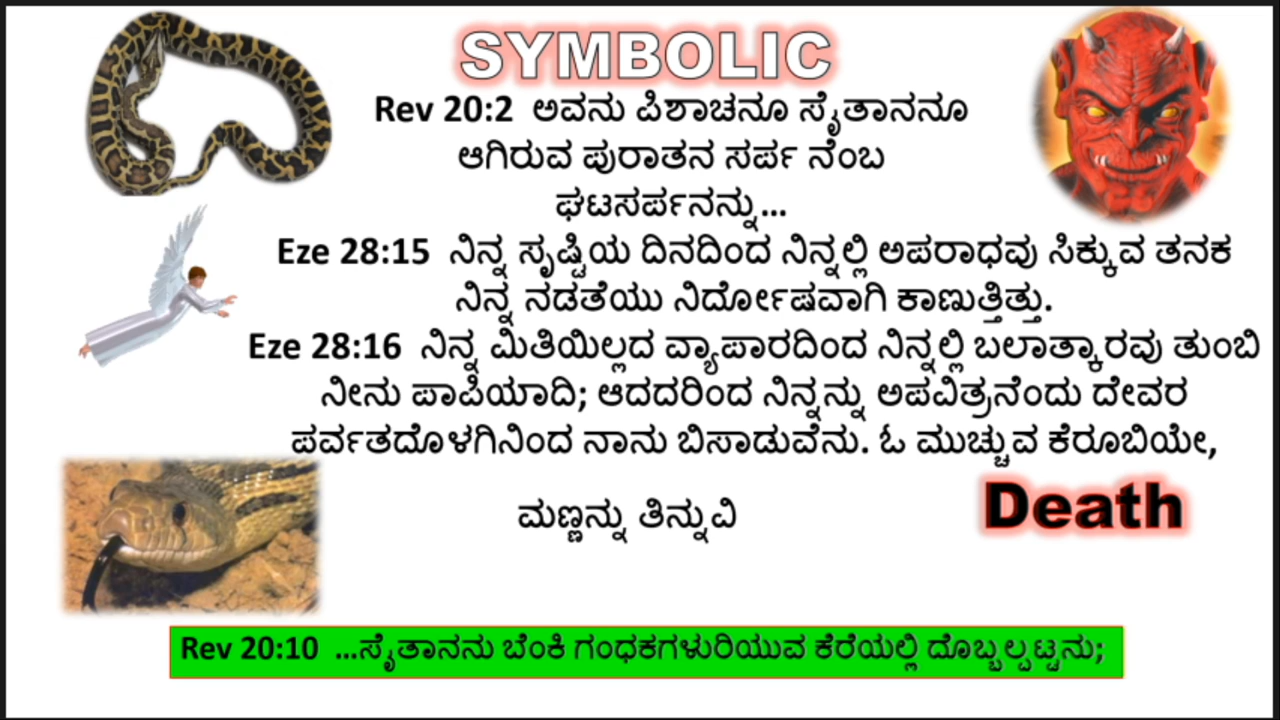 SYMBOLIC
Rev 20:2 ಅವನು ಪಿಶಾಚನೂ ಸೈತಾನನೂ
ಆಗಿರುವ ಪುರಾತನ ಸರ್ಪ ನೆಂಬ
ಘಟಸರ್ಪನನ್ನು...
Eze 28:15 ನಿನ್ನ ಸೃಷ್ಟಿಯ ದಿನದಿಂದ ನಿನ್ನಲ್ಲಿ ಅಪರಾಧವು ಸಿಕ್ಕುವ ತನಕ
ನಿನ್ನ ನಡತೆಯು ನಿರ್ದೋಷವಾಗಿ ಕಾಣುತ್ತಿತ್ತು.
Eze 28:16 ನಿನ್ನ ಮಿತಿಯಿಲ್ಲದ ವ್ಯಾಪಾರದಿಂದ ನಿನ್ನಲ್ಲಿ ಬಲಾತ್ಕಾರವು ತುಂಬಿ
ನೀನು ಪಾಪಿಯಾದಿ; ಆದದರಿಂದ ನಿನ್ನನ್ನು ಅಪವಿತ್ರನೆಂದು ದೇವರ
ಪರ್ವತದೊಳಗಿನಿಂದ ನಾನು ಬಿಸಾಡುವೆನು. ಓ ಮುಚ್ಚುವ ಕೆರೂಬಿಯೇ,
ಮಣ್ಣನ್ನು ತಿನ್ನುವಿ
Death
Rev 20:10 ...ಸೈತಾನನು ಬೆಂಕಿ ಗಂಧಕಗಳುರಿಯುವ ಕೆರೆಯಲ್ಲಿ ದೊಬ್ಬಲ್ಪಟ್ಟನು;